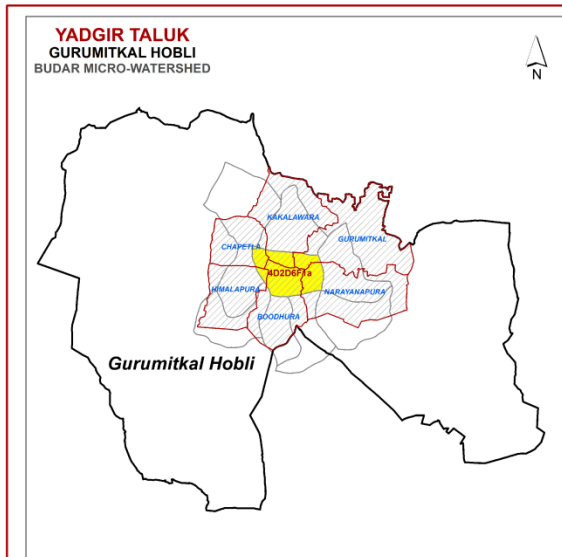 YADGIR TALUK
GURUMITKAL HOBLI
BUDAR MICRO-WATERSHED
N
KAKALAWARA
GURUMITKAL
CHAPETLA
4D2D6F1a
HIMALAPURA
NARAYANAPURA
BOODHURA
Gurumitkal Hobli